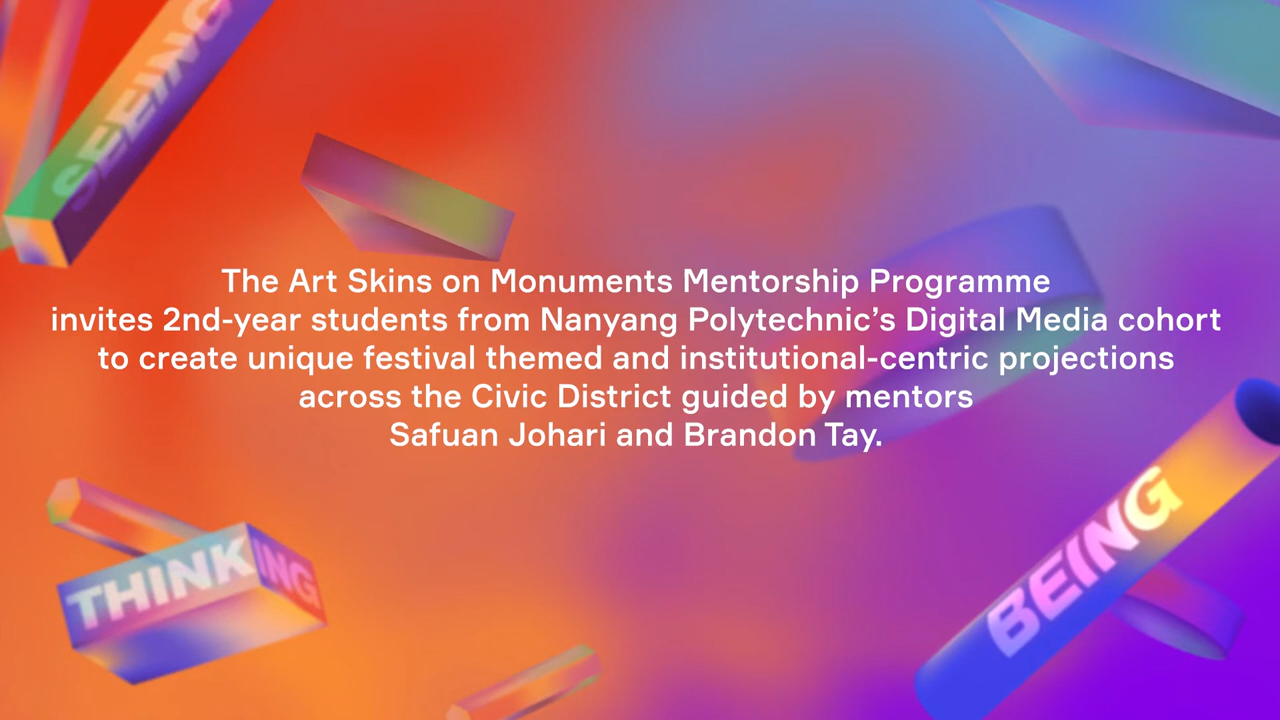 SEEING
The Art Skins on Monuments Mentorship Programme
invites 2nd-year students from Nanyang Polytechnic’s Digital Media cohort
to create unique festival themed and institutional-centric projections
across the Civic District guided by mentors
Safuan Johari and Brandon Tay.
THINKING
BEING